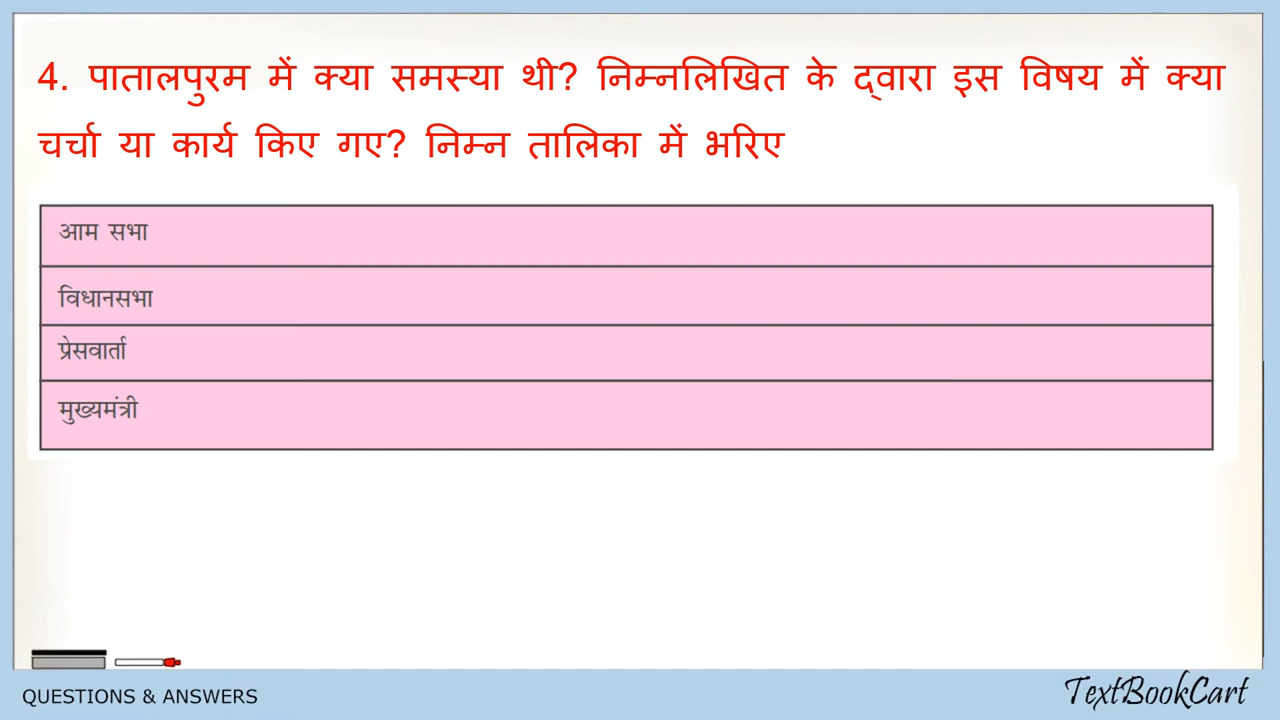 4. पातालपुरम में क्या समस्या थी? निम्नलिखित के द्वारा इस विषय में क्या
चर्चा या कार्य किए गए? निम्न तालिका में भरिए
आम सभा
विधानसभा
प्रेसवार्ता
मुख्यमंत्री
QUESTIONS & ANSWERS
TextBookCart